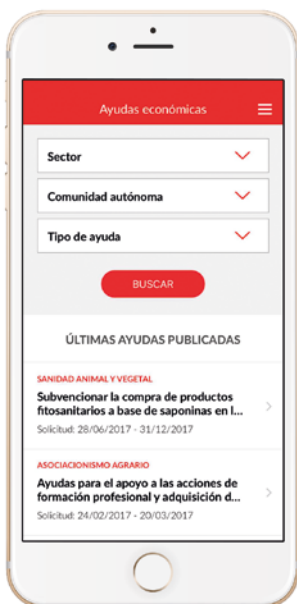 Ayudas económicas
Sector
Comunidad autónoma
Tipo de ayuda
BUSCAR
ÚLTIMAS AYUDAS PUBLICADAS
SANIDAD ANIMAL Y VEGETAL
Subvencionar la compra de productos
fitosanitarios a base de saponinas en l...
Solicitud: 28/06/2017 - 31/12/2017
ASOCIACIONISMO AGRARIO
Ayudas para el apoyo a las acciones de
formación profesional y adquisición d...
Solicitud: 24/02/2017 - 20/03/2017